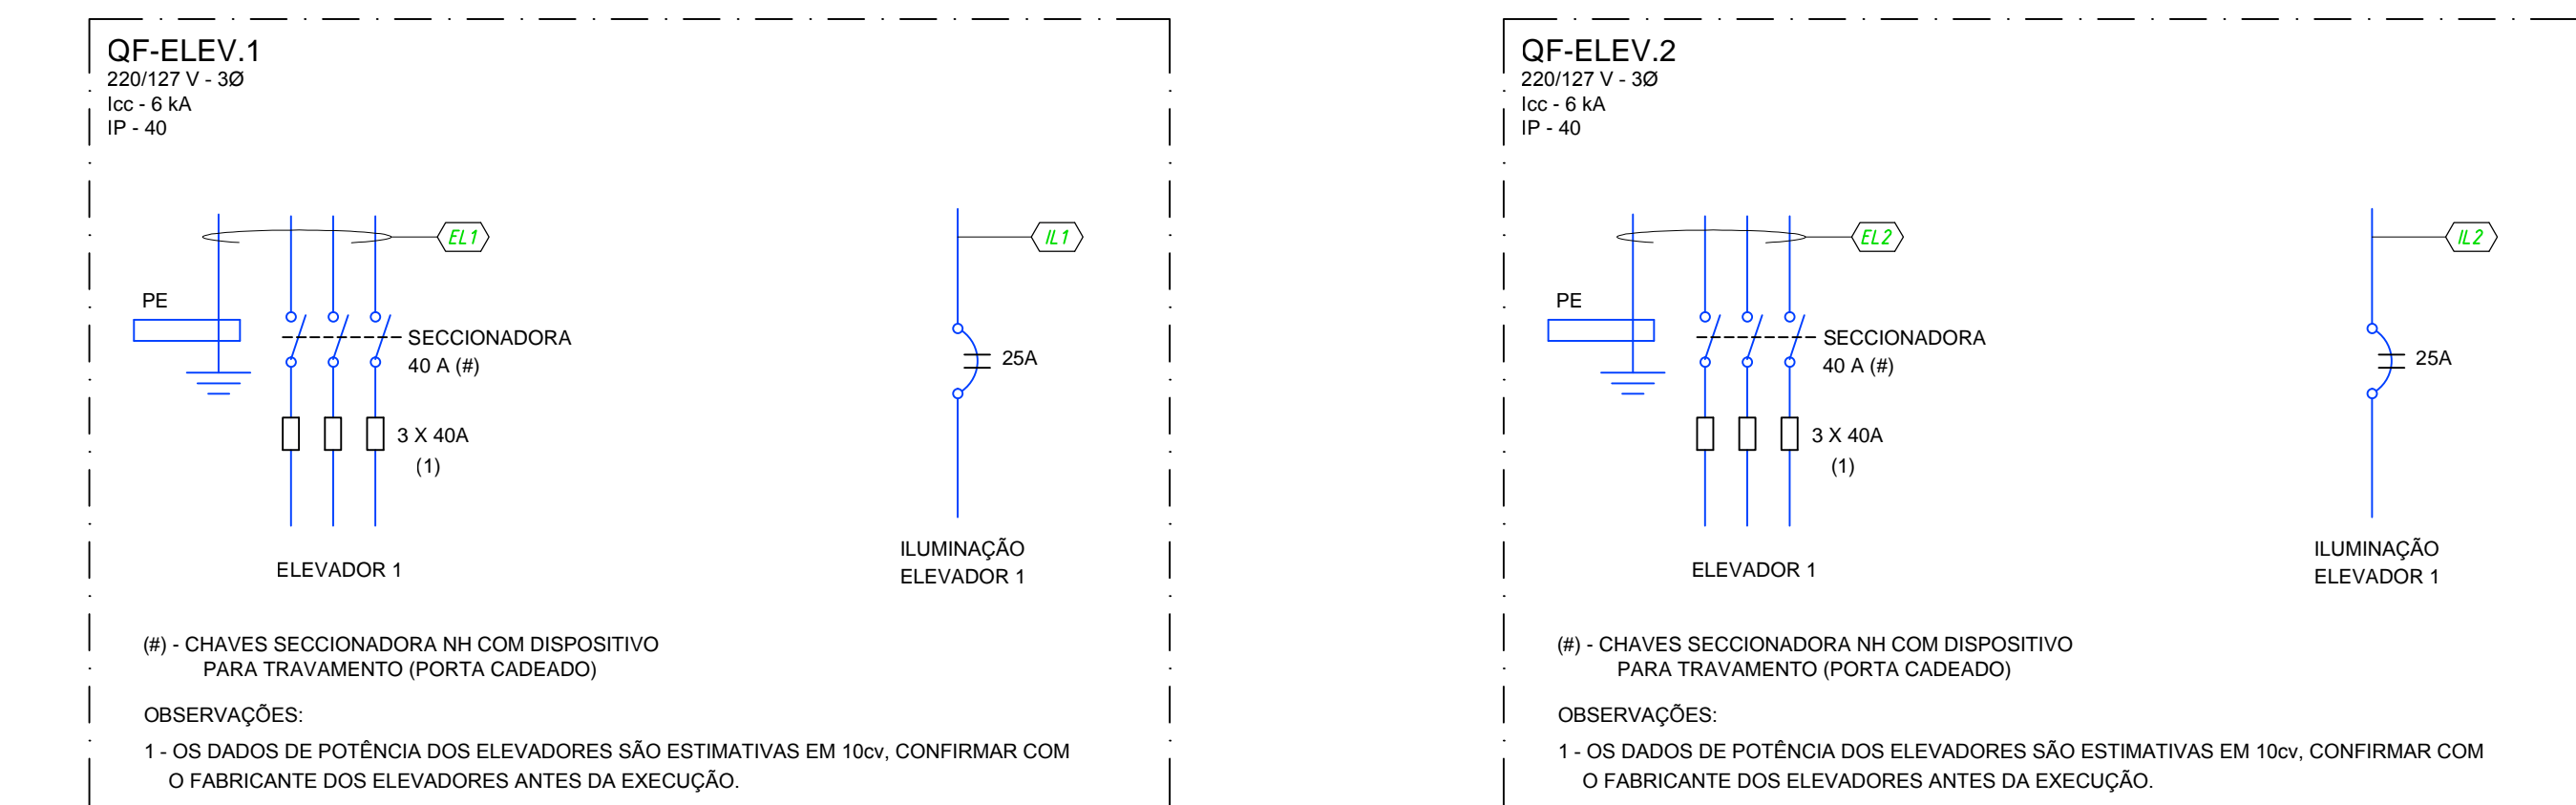 QF-ELEV.1
220/127 V - 3Ø
Icc - 6 kA
IP - 40
EL1
IL1
PE
SECCIONADORA
40 A (#)
25A
3 X 40A
(1)
ELEVADOR 1
ILUMINAÇÃO
ELEVADOR 1
(#) - CHAVES SECCIONADORA NH COM DISPOSITIVO
PARA TRAVAMENTO (PORTA CADEADO)
OBSERVAÇÕES:
1 - OS DADOS DE POTÊNCIA DOS ELEVADORES SÃO ESTIMATIVAS EM 10cv, CONFIRMAR COM
O FABRICANTE DOS ELEVADORES ANTES DA EXECUÇÃO.
QF-ELEV.2
220/127 V - 3Ø
Icc - 6 kA
IP - 40
EL2
IL2
PE
SECCIONADORA
40 A (#)
25A
3 X 40A
(1)
ELEVADOR 1
ILUMINAÇÃO
ELEVADOR 1
(#) - CHAVES SECCIONADORA NH COM DISPOSITIVO
PARA TRAVAMENTO (PORTA CADEADO)
OBSERVAÇÕES:
1 - OS DADOS DE POTÊNCIA DOS ELEVADORES SÃO ESTIMATIVAS EM 10cv, CONFIRMAR COM
O FABRICANTE DOS ELEVADORES ANTES DA EXECUÇÃO.